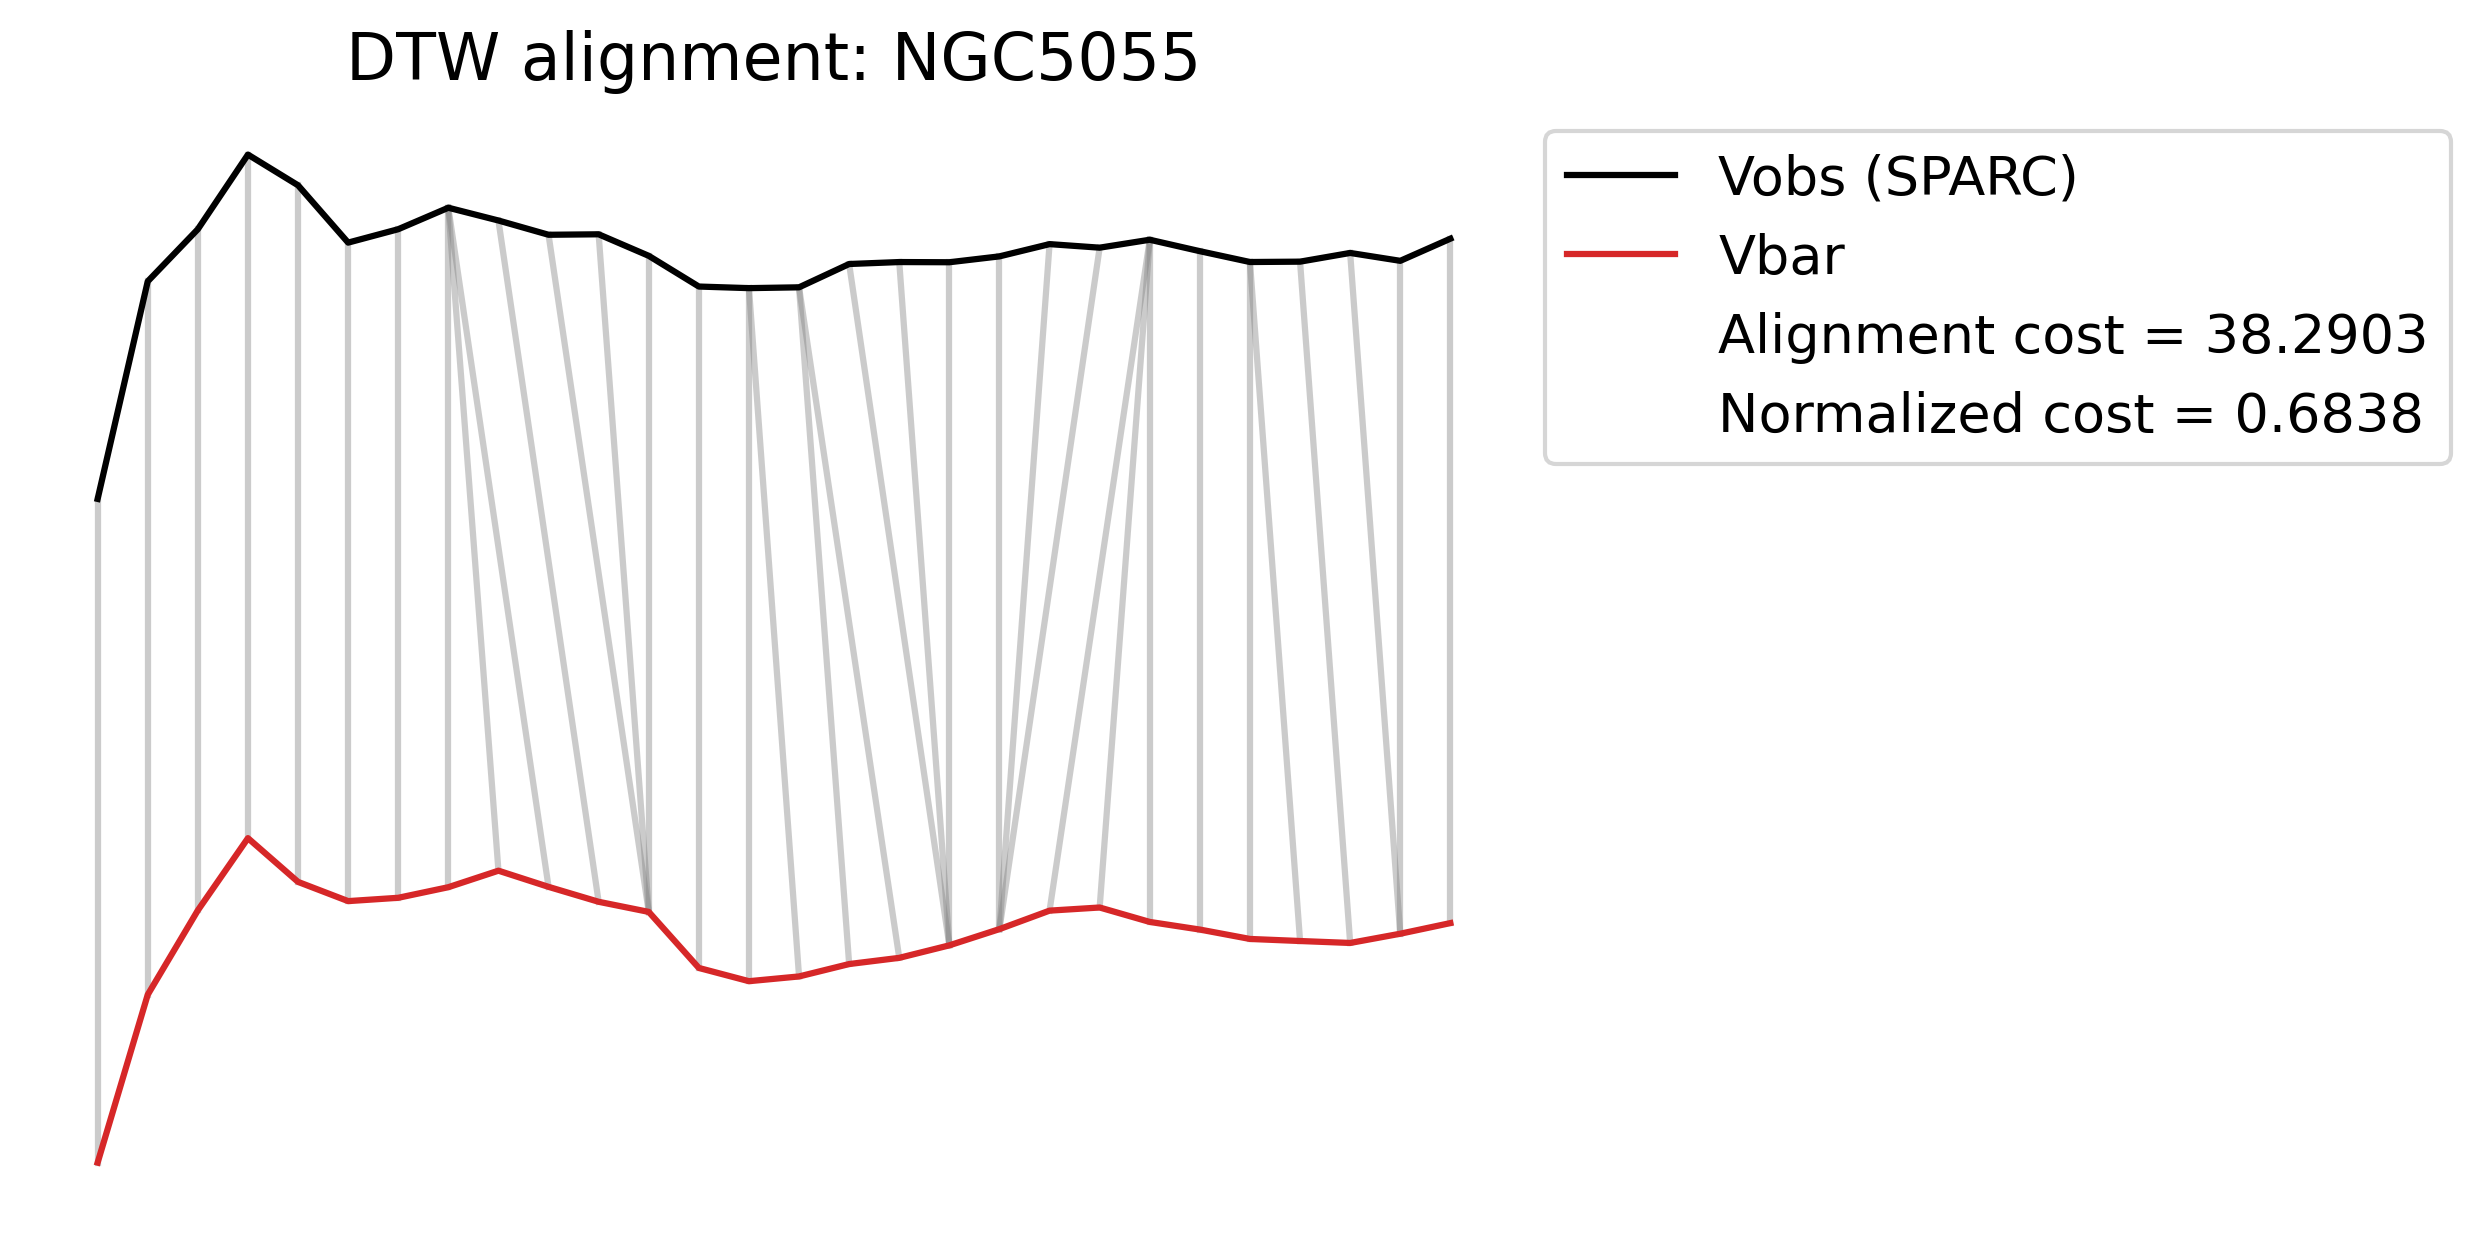 DTW alignment: NGC5055
Vobs (SPARC)
Vbar
Alignment cost = 38.2903
Normalized cost = 0.6838